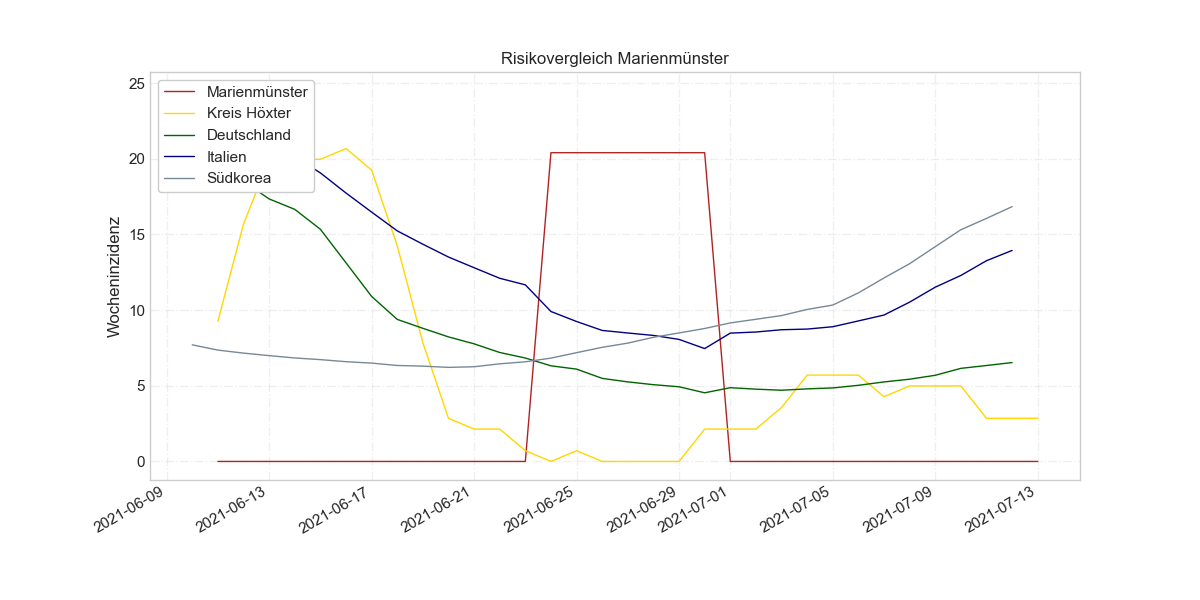 Risikovergleich Marienmünster
Wocheninzidenz
25
20
15
10
5
0
Marienmünster
Kreis Höxter
Deutschland
Italien
Südkorea
2021-06-09
2021-06-13
2021-06-17
2021-06-21
2021-06-25
2021-06-29
2021-07-01
2021-07-05
2021-07-09
2021-07-13